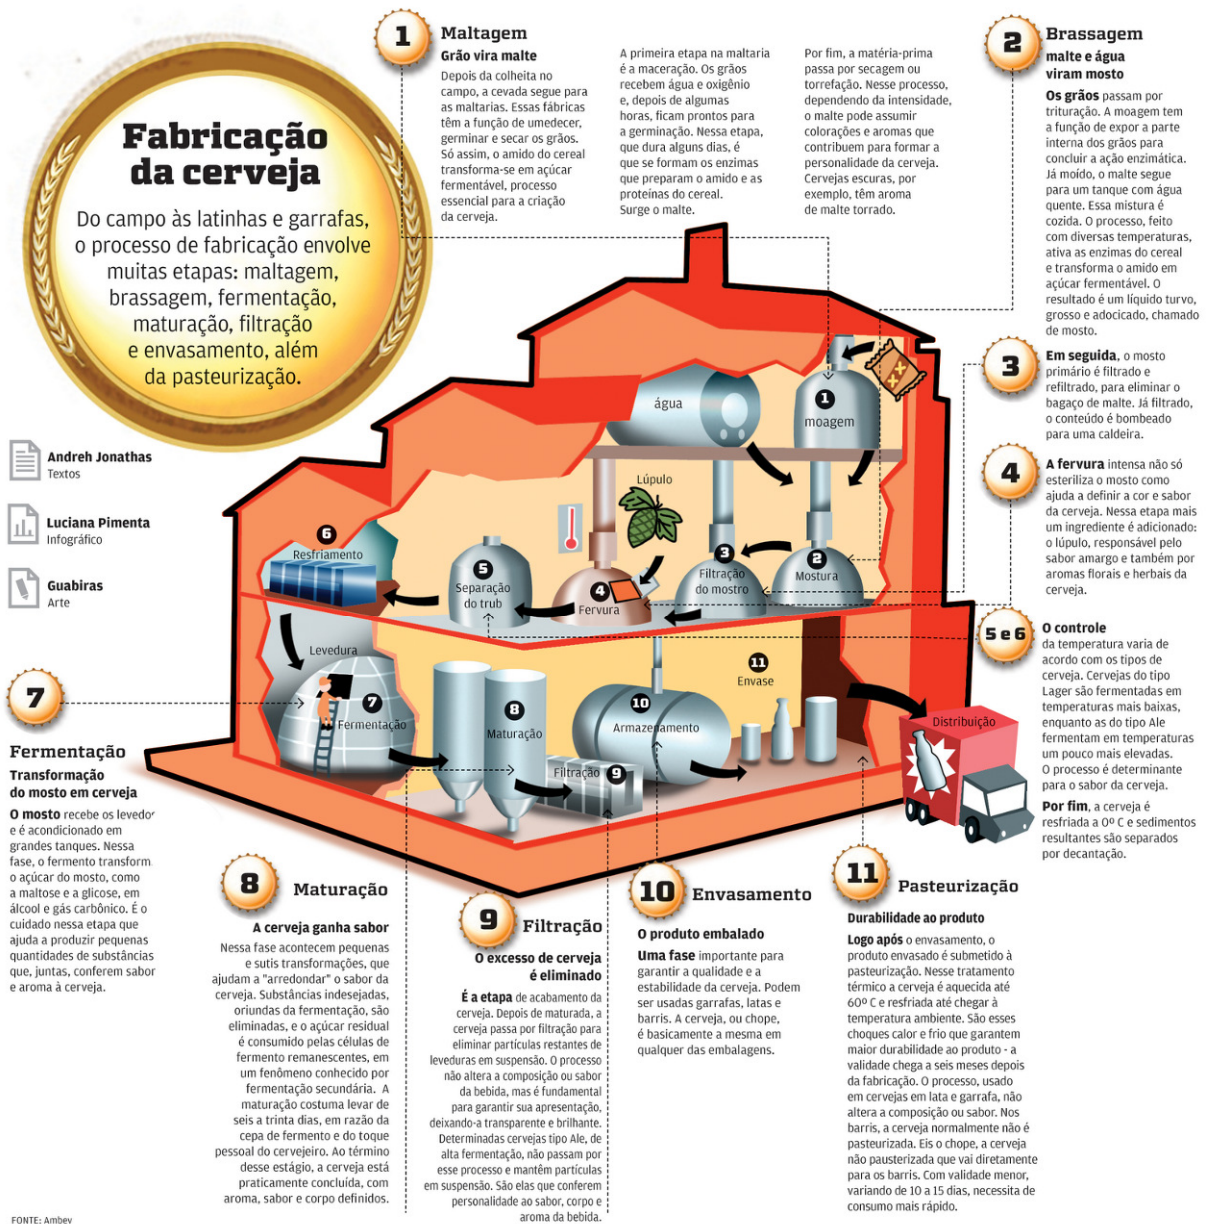 Fabricação
da cerveja
Do campo às latinhas e garrafas,
o processo de fabricação envolve
muitas etapas: maltagem,
brassagem, fermentação,
maturação, filtração
e envasamento, além
da pasteurização.
Andreh Jonathas
Textos
Luciana Pimenta
Infográfico
Guabiras
Arte
1
Maltagem
Grão vira malte
Depois da colheita no
campo, a cevada segue para
as maltarias. Essas fábricas
têm a função de umedecer,
germinar e secar os grãos.
Só assim, o amido do cereal
transforma-se em açúcar
fermentável, processo
essencial para a criação
da cerveja.
A primeira etapa na maltaria
é a maceração. Os grãos
recebem água e oxigênio
e, depois de algumas
horas, ficam prontos para
a germinação. Nessa etapa,
que dura alguns dias, é
que se formam os enzimas
que preparam o amido e as
proteínas do cereal.
Surge o malte.
Por fim, a matéria-prima
passa por secagem ou
torrefação. Nesse processo,
dependendo da intensidade,
o malte pode assumir
colorações e aromas que
contribuem para formar a
personalidade da cerveja.
Cervejas escuras, por
exemplo, têm aroma
de malte torrado.
2
Brassagem
malte e água
viram mosto
Os grãos passam por
trituração. A moagem tem
a função de expor a parte
interna dos grãos para
concluir a ação enzimática.
Já moído, o malte segue
para um tanque com água
quente. Essa mistura é
cozida. O processo, feito
com diversas temperaturas,
ativa as enzimas do cereal
e transforma o amido em
açúcar fermentável. O
resultado é um líquido turvo,
grosso e adocicado, chamado
de mosto.
3
Em seguida, o mosto
primário é filtrado e
refiltrado, para eliminar o
bagaço de malte. Já filtrado,
o conteúdo é bombeado
para uma caldeira.
4
A fervura intensa não só
esteriliza o mosto como
ajuda a definir a cor e sabor
da cerveja. Nessa etapa mais
um ingrediente é adicionado:
o lúpulo, responsável pelo
sabor amargo e também por
aromas florais e herbais da
cerveja.
5 e 6
O controle
da temperatura varia de
acordo com os tipos de
cerveja. Cervejas do tipo
Lager são fermentadas em
temperaturas mais baixas,
enquanto as do tipo Ale
fermentam em temperaturas
um pouco mais elevadas.
O processo é determinante
para o sabor da cerveja.
Por fim, a cerveja é
resfriada a 0º C e sedimentos
resultantes são separados
por decantação.
água
1
moagem
Lúpulo
6
Resfriamento
5
Separação
do trub
4
Fervura
3
Filtração
do mostro
2
Mostura
Levedura
7
Fermentação
8
Maturação
Filtração 9
10
Armazenamento
11
Envase
Distribuição
7
Fermentação
Transformação
do mosto em cerveja
O mosto recebe os levedor
e é acondicionado em
grandes tanques. Nessa
fase, o fermento transform
o açúcar do mosto, como
a maltose e a glicose, em
álcool e gás carbônico. É o
cuidado nessa etapa que
ajuda a produzir pequenas
quantidades de substâncias
que, juntas, conferem sabor
e aroma à cerveja.
8
Maturação
A cerveja ganha sabor
Nessa fase acontecem pequenas
e sutis transformações, que
ajudam a "arredondar" o sabor da
cerveja. Substâncias indesejadas,
oriundas da fermentação, são
eliminadas, e o açúcar residual
é consumido pelas células de
fermento remanescentes, em
um fenômeno conhecido por
fermentação secundária. A
maturação costuma levar de
seis a trinta dias, em razão da
cepa de fermento e do toque
pessoal do cervejeiro. Ao término
desse estágio, a cerveja está
praticamente concluída, com
aroma, sabor e corpo definidos.
9
Filtração
O excesso de cerveja
é eliminado
É a etapa de acabamento da
cerveja. Depois de maturada, a
cerveja passa por filtração para
eliminar partículas restantes de
leveduras em suspensão. O processo
não altera a composição ou sabor
da bebida, mas é fundamental
para garantir sua apresentação,
deixando-a transparente e brilhante.
Determinadas cervejas tipo Ale, de
alta fermentação, não passam por
esse processo e mantêm partículas
em suspensão. São elas que conferem
personalidade ao sabor, corpo e
aroma da bebida.
10
Envasamento
O produto embalado
Uma fase importante para
garantir a qualidade e a
estabilidade da cerveja. Podem
ser usadas garrafas, latas e
barris. A cerveja, ou chope,
é basicamente a mesma em
qualquer das embalagens.
11
Pasteurização
Durabilidade ao produto
Logo após o envasamento, o
produto envasado é submetido à
pasteurização. Nesse tratamento
térmico a cerveja é aquecida até
60º C e resfriada até chegar à
temperatura ambiente. São esses
choques calor e frio que garantem
maior durabilidade ao produto - a
validade chega a seis meses depois
da fabricação. O processo, usado
em cervejas em lata e garrafa, não
altera a composição ou sabor. Nos
barris, a cerveja normalmente não é
pasteurizada. Eis o chope, a cerveja
não pausterizada que vai diretamente
para os barris. Com validade menor,
variando de 10 a 15 dias, necessita de
consumo mais rápido.
FONTE: Ambev